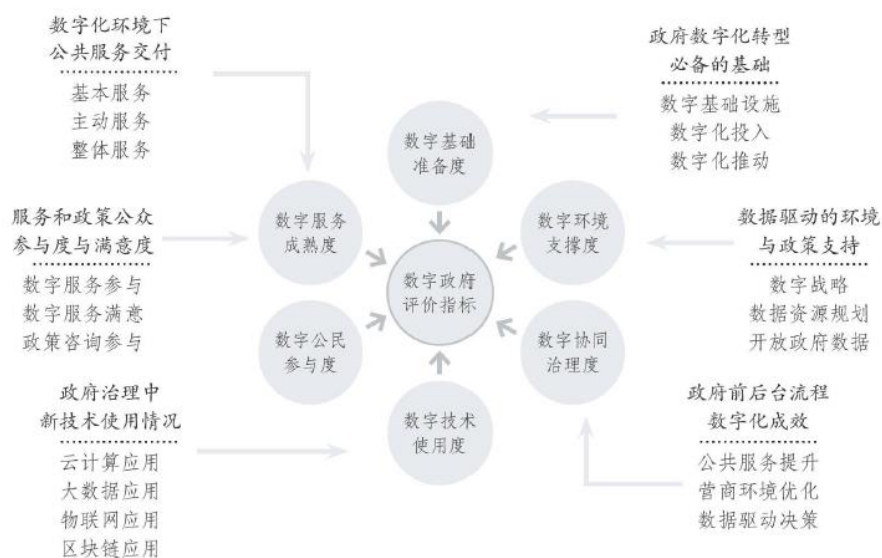 数字化环境下
公共服务交付
基本服务
主动服务
整体服务
政府数字化转型
必备的基础
数字基础设施
数字化投入
数字化推动
数字基础
准备度
服务和政策公众
参与度与满意度
数字服务参与
数字服务满意
政策咨询参与
数字服务
成熟度
数字环境
支撑度
数据驱动的环境
与政策支持
数字战略
数据资源规划
开放政府数据
数字政府
评价指标
数字公民
参与度
数字协同
治理度
政府治理中
新技术使用情况
云计算应用
大数据应用
物联网应用
区块链应用
数字技术
使用度
政府前后台流程
数字化成效
公共服务提升
营商环境优化
数据驱动决策